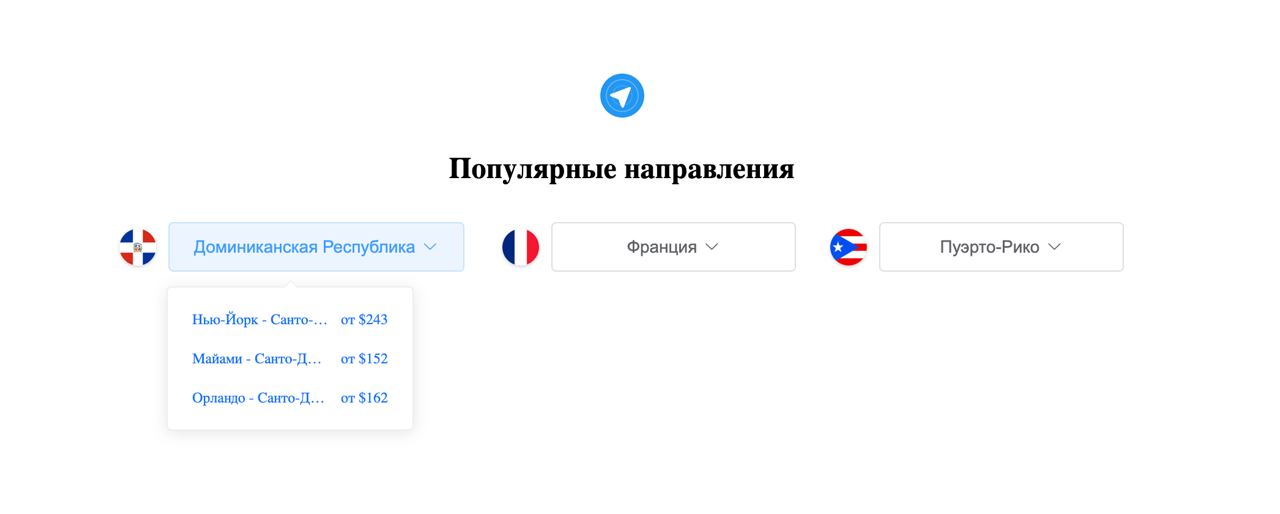 Популярные направления
Доминиканская Республика
Франция
Пуэрто-Рико
Нью-Йорк - Санто-... от $243
Майами - Санто-Д... от $152
Орландо - Санто-Д... от $162